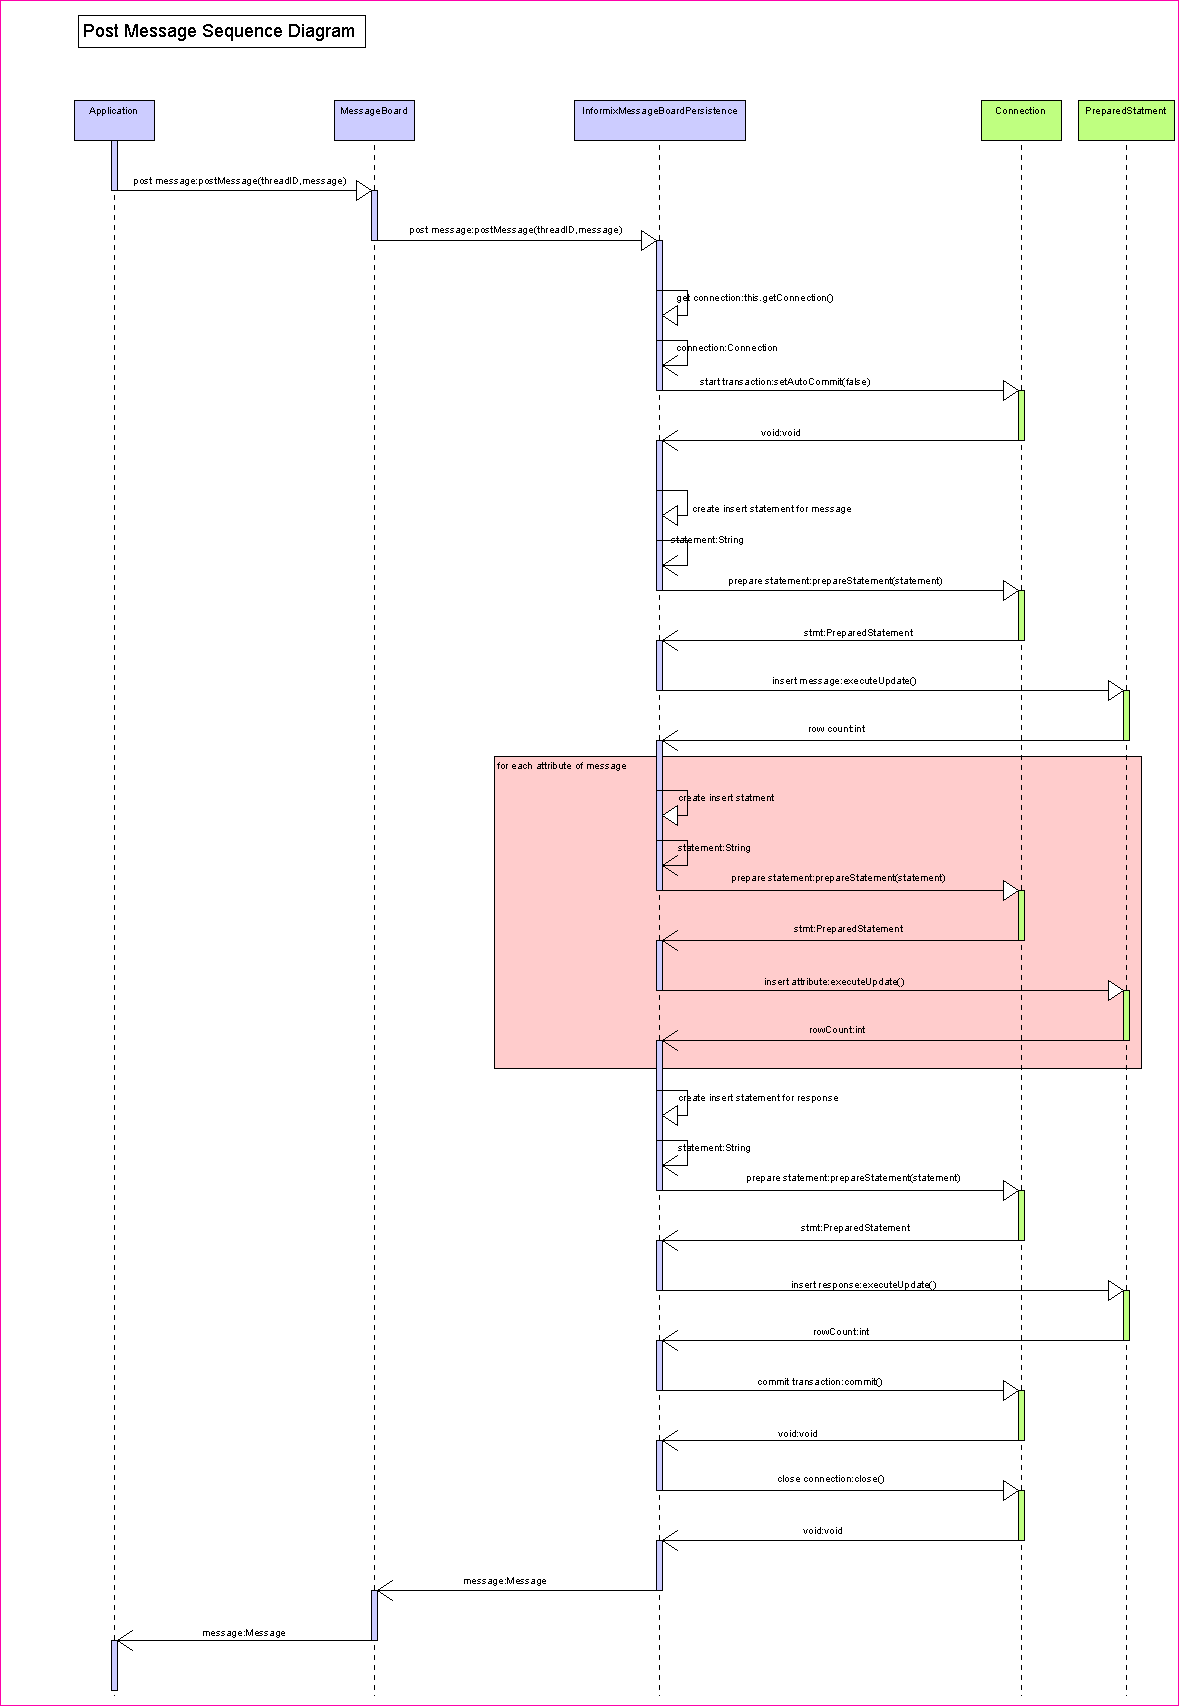 Post Message Sequence Diagram
Application
MessageBoard
InformixMessageBoardPersistence
Connection
PreparedStatment
post message:postMessage(threadID,message)
post message:postMessage(threadID,message)
get connection:this.getConnection()
connection:Connection
start transaction:setAutoCommit(false)
void:void
create insert statement for message
statement:String
prepare statement:prepareStatement(statement)
stmt:PreparedStatement
insert message:executeUpdate()
row count:int
for each attribute of message
create insert statment
statement:String
prepare statement:prepareStatement(statement)
stmt:PreparedStatement
insert attribute:executeUpdate()
rowCount:int
create insert statement for response
statement:String
prepare statement:prepareStatement(statement)
stmt:PreparedStatement
insert response:executeUpdate()
rowCount:int
commit transaction:commit()
void:void
close connection:close()
void:void
message:Message
message:Message